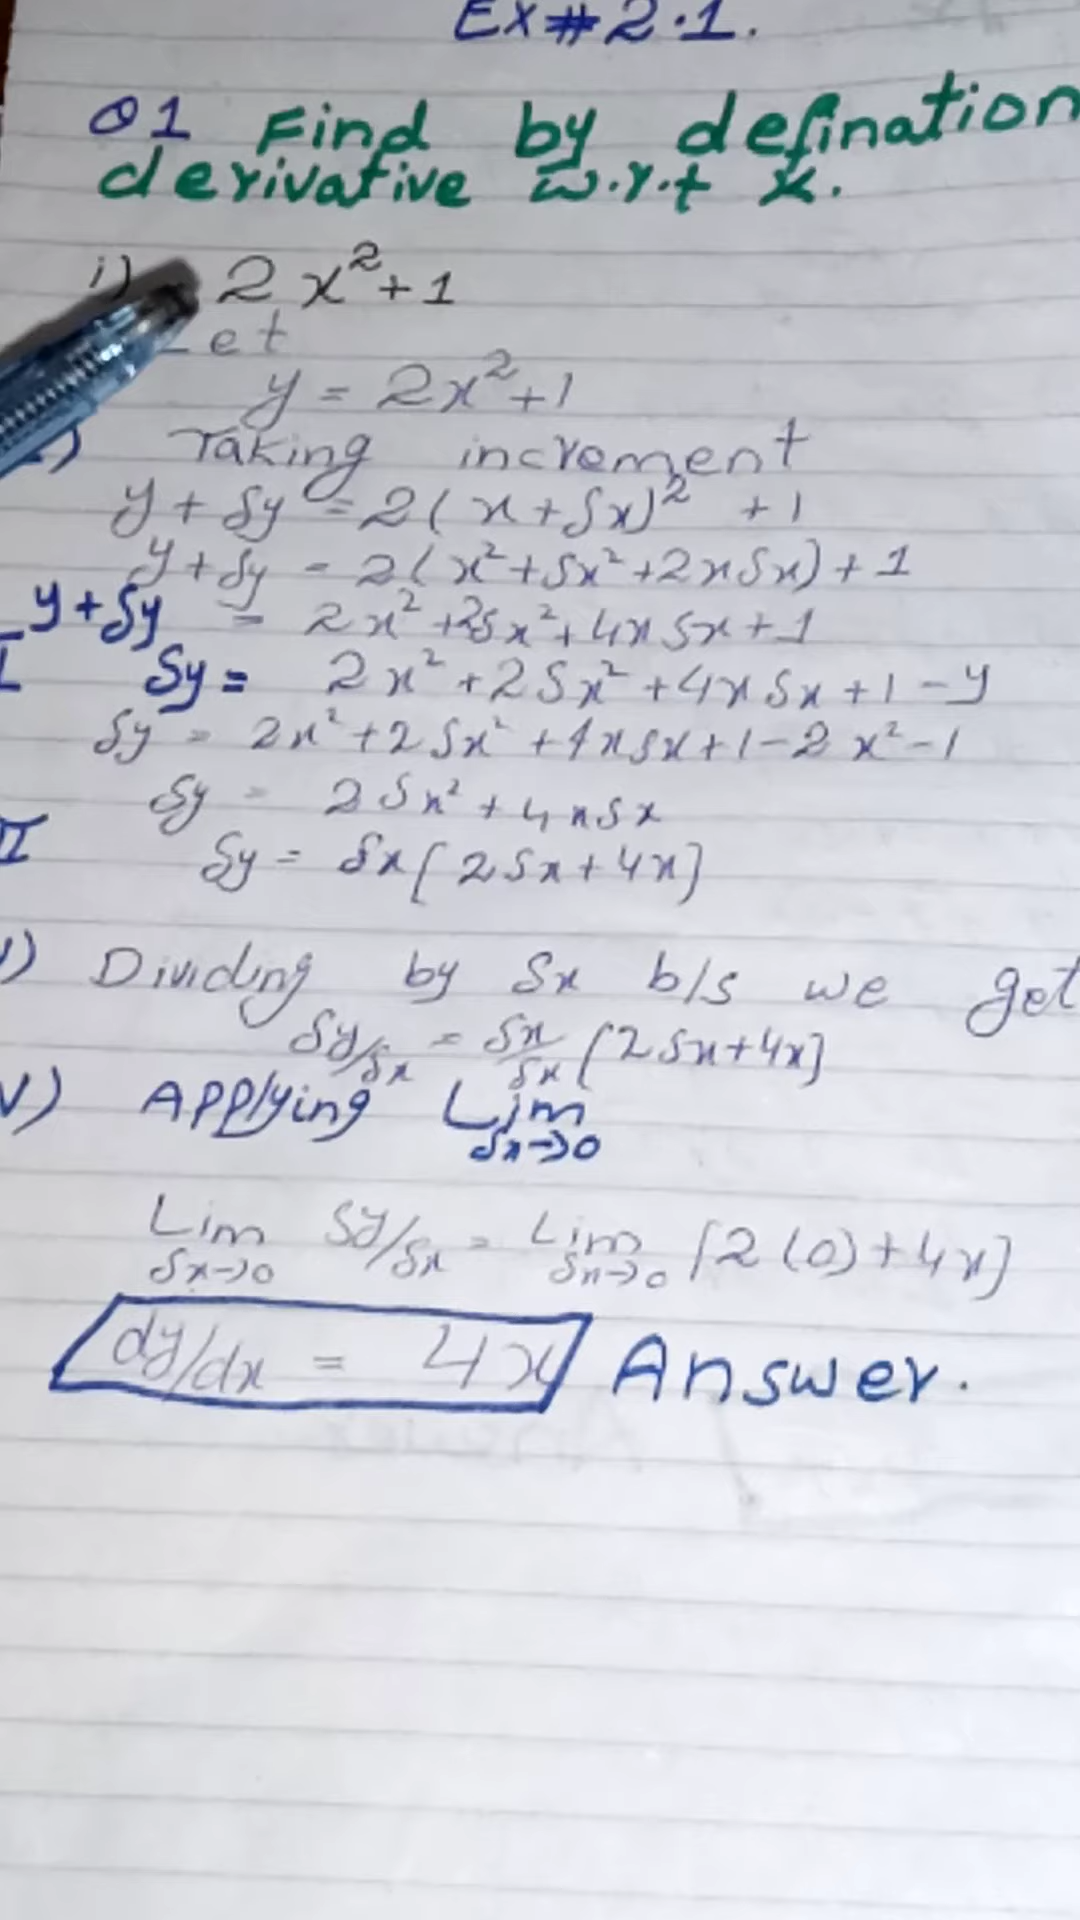 Ex#2.1.
Q1 Find by defination
derivative w.r.t x.
i) 2x²+1
Let
y = 2x²+1
Taking increment
y + δy = 2(x+δx)² + 1
y+δy = 2(x²+δx²+2xδx)+1
y+δy = 2x²+2δx²+4xδx+1
δy = 2x²+2δx²+4xδx+1-y
δy = 2x²+2δx²+4xδx+1-2x²-1
δy = 2δx²+4xδx
δy = δx[2δx+4x]
Dividing by δx b/s we get
δy/δx = δx/δx [2δx+4x]
V) Applying Lim δx→0
Lim δx→0 δy/δx = Lim δx→0 [2(0)+4x]
dy/dx = 4x Answer.